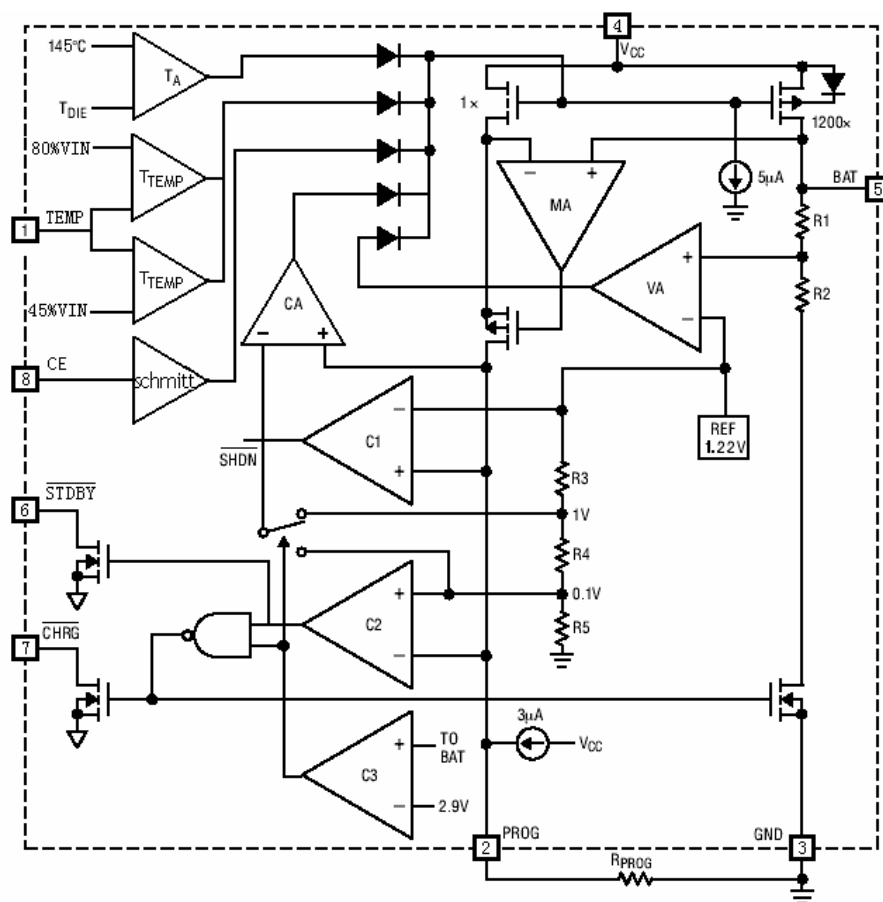 4
145°C
VCC
TA
TDIE
1×
1200×
80%VIN
TTEMP
5μA
BAT
5
1
TEMP
MA
R1
TTEMP
VA
R2
45%VIN
CA
8
CE
schmitt
C1
REF
1.22V
SHDN
R3
6
STDBY
1V
R4
0.1V
C2
R5
7
CHRG
3μA
TO
BAT
VCC
C3
2.9V
2
PROG
GND
3
RPROG